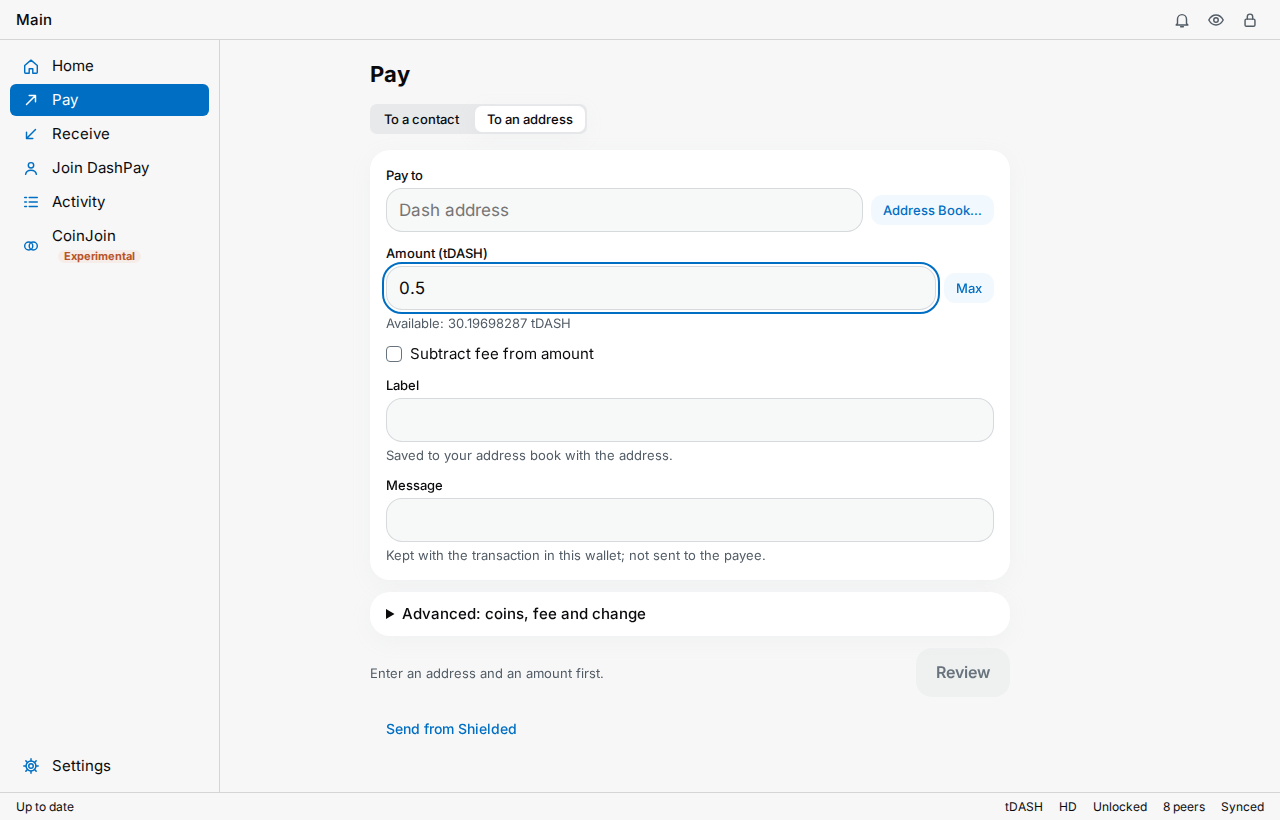 Main
Home
Pay
Receive
Join DashPay
Activity
CoinJoin
Experimental
Settings
Pay
To a contact
To an address
Pay to
Dash address
Address Book...
Amount (tDASH)
0.5
Max
Available: 30.19698287 tDASH
Subtract fee from amount
Label
Saved to your address book with the address.
Message
Kept with the transaction in this wallet; not sent to the payee.
Advanced: coins, fee and change
Enter an address and an amount first.
Review
Send from Shielded
Up to date
tDASH
HD
Unlocked
8 peers
Synced